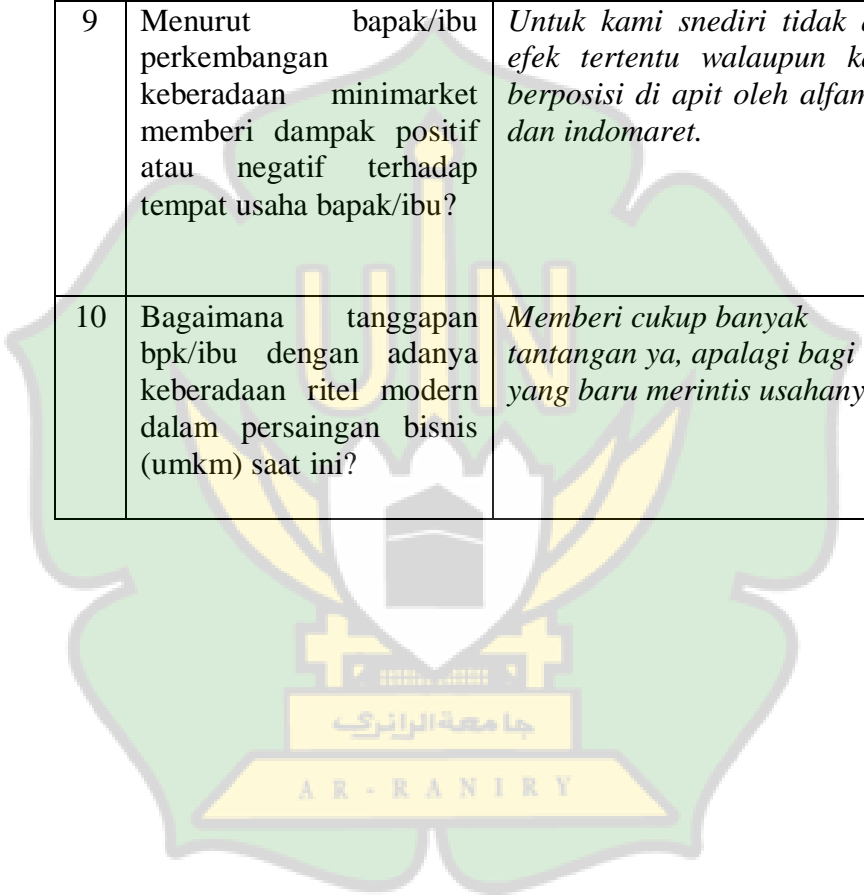 9
Menurut bapak/ibu
perkembangan
keberadaan minimarket
memberi dampak positif
atau negatif terhadap
tempat usaha bapak/ibu?
Untuk kami snediri tidak
efek tertentu walaupun
berposisi di apit oleh
dan indomaret.
10
Bagaimana tanggapan
bpk/ibu dengan adanya
keberadaan ritel modern
dalam persaingan bisnis
(umkm) saat ini?
Memberi cukup banyak
tantangan ya, apalagi bagi
yang baru merintis
UIN
جامعة الرانري
AR-RANIRY